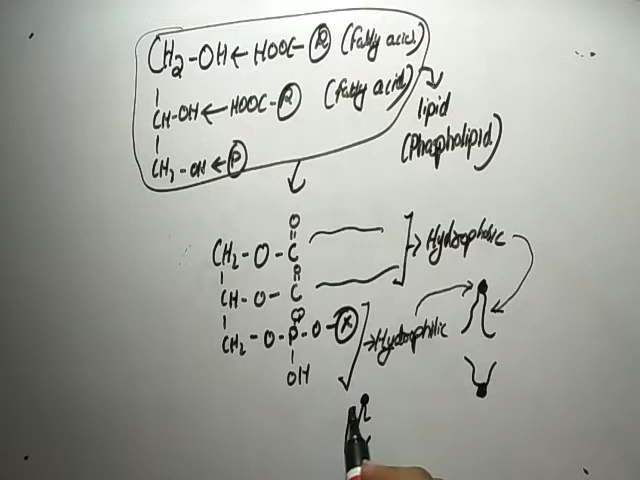 CH2-OH ← HOOC-R (Fatty acid)
CH-OH ← HOOC-R (Fatty acid)
CH2-OH ← P
lipid
(Phospholipid)
O
CH2-O-C
O
CH-O-C
O
CH2-O-P-O-X
OH
Hydrophobic
Hydrophilic